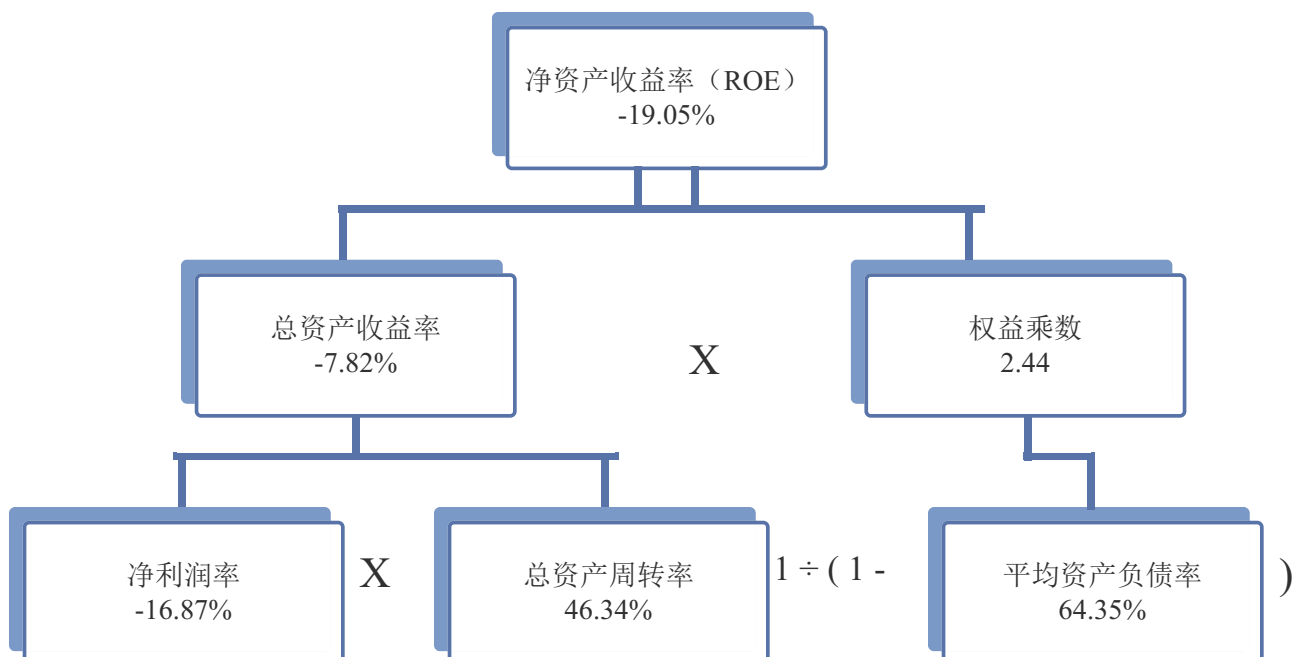 净资产收益率（ROE）
-19.05%
总资产收益率
-7.82%
X
权益乘数
2.44
净利润率
-16.87%
X
总资产周转率
46.34%
1 ÷ ( 1 -
平均资产负债率
64.35%
)